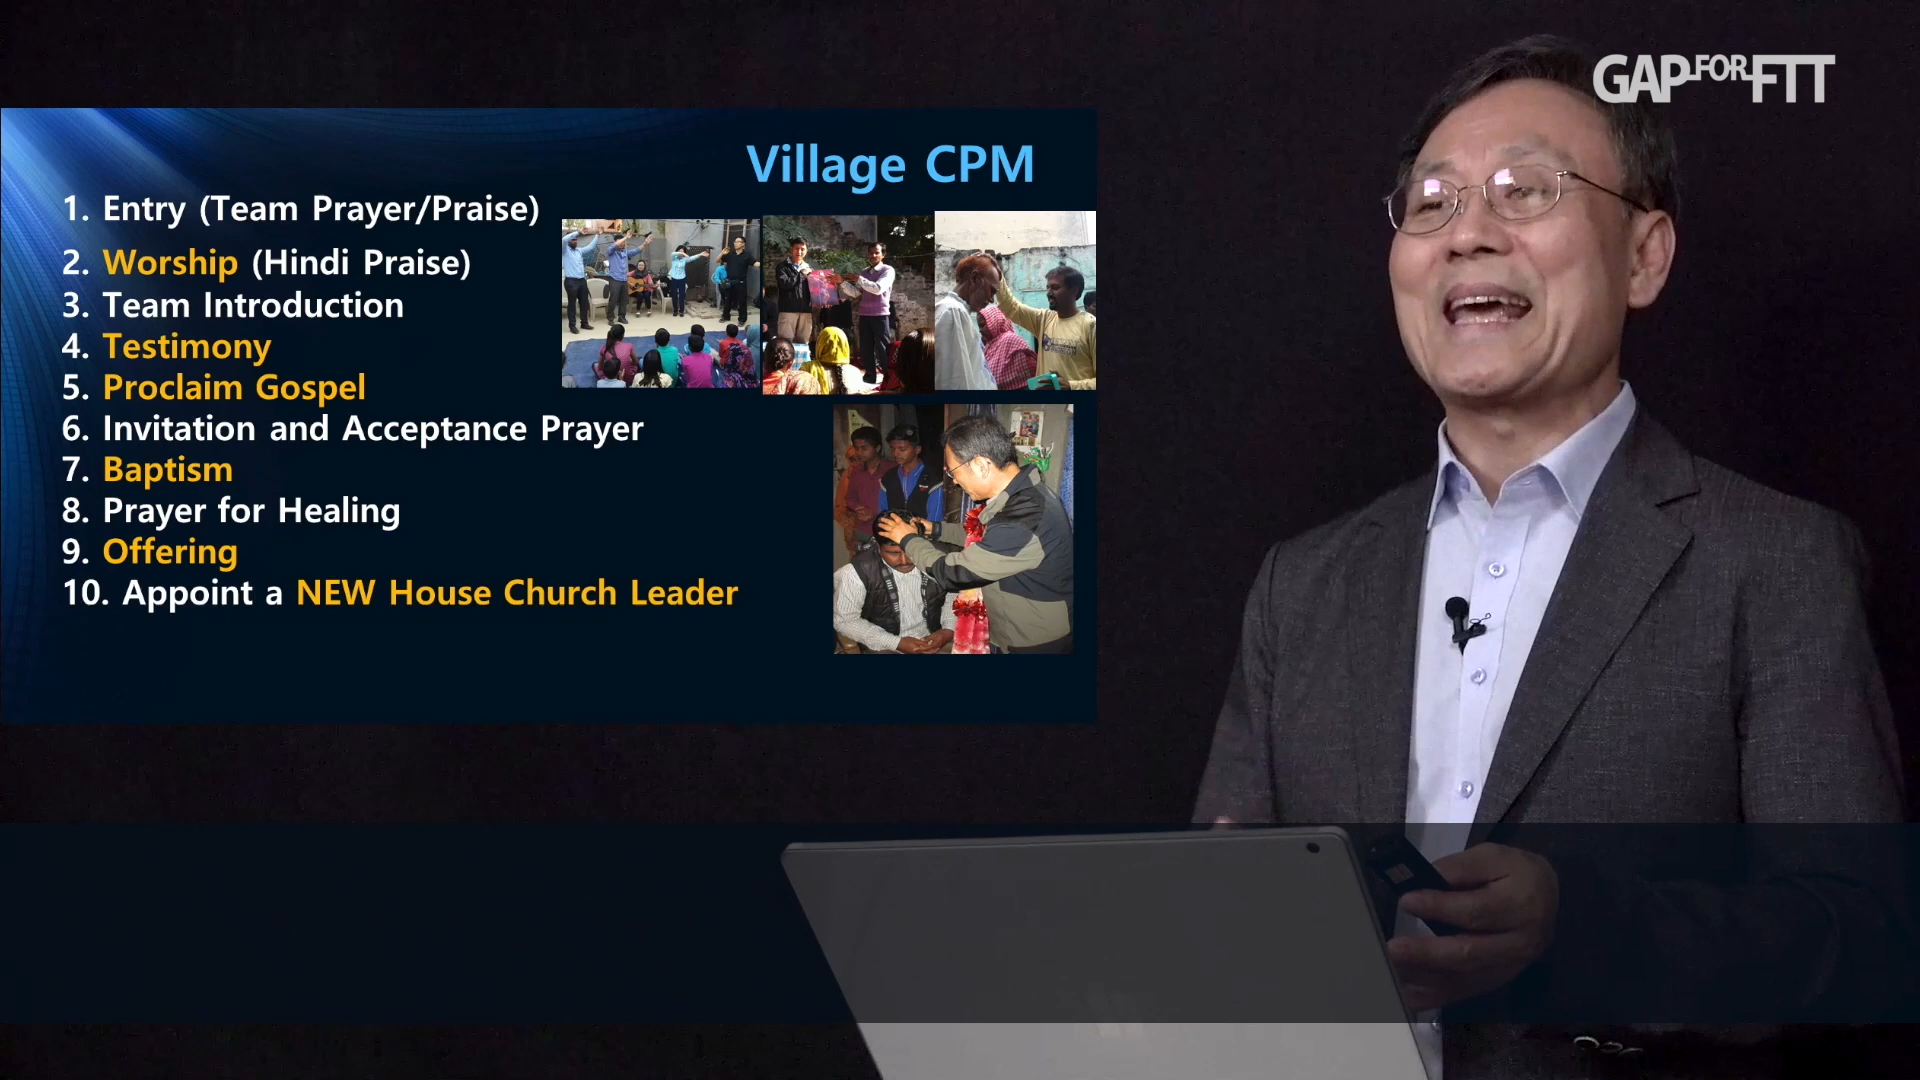 GAP FOR FTT
Village CPM
1. Entry (Team Prayer/Praise)
2. Worship (Hindi Praise)
3. Team Introduction
4. Testimony
5. Proclaim Gospel
6. Invitation and Acceptance Prayer
7. Baptism
8. Prayer for Healing
9. Offering
10. Appoint a NEW House Church Leader